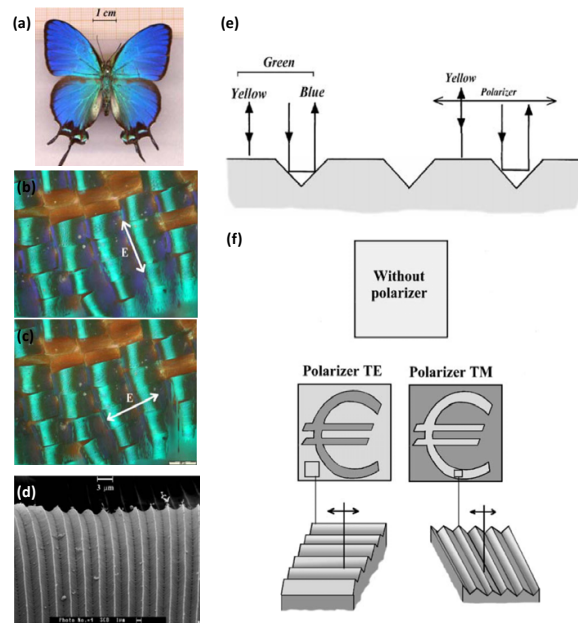 (a)
1 cm
(b)
E
(c)
E
(d)
3 μm
(e)
Green
Yellow
Blue
Yellow
Polarizer
(f)
Without
polarizer
Polarizer TE
Polarizer TM
€
€